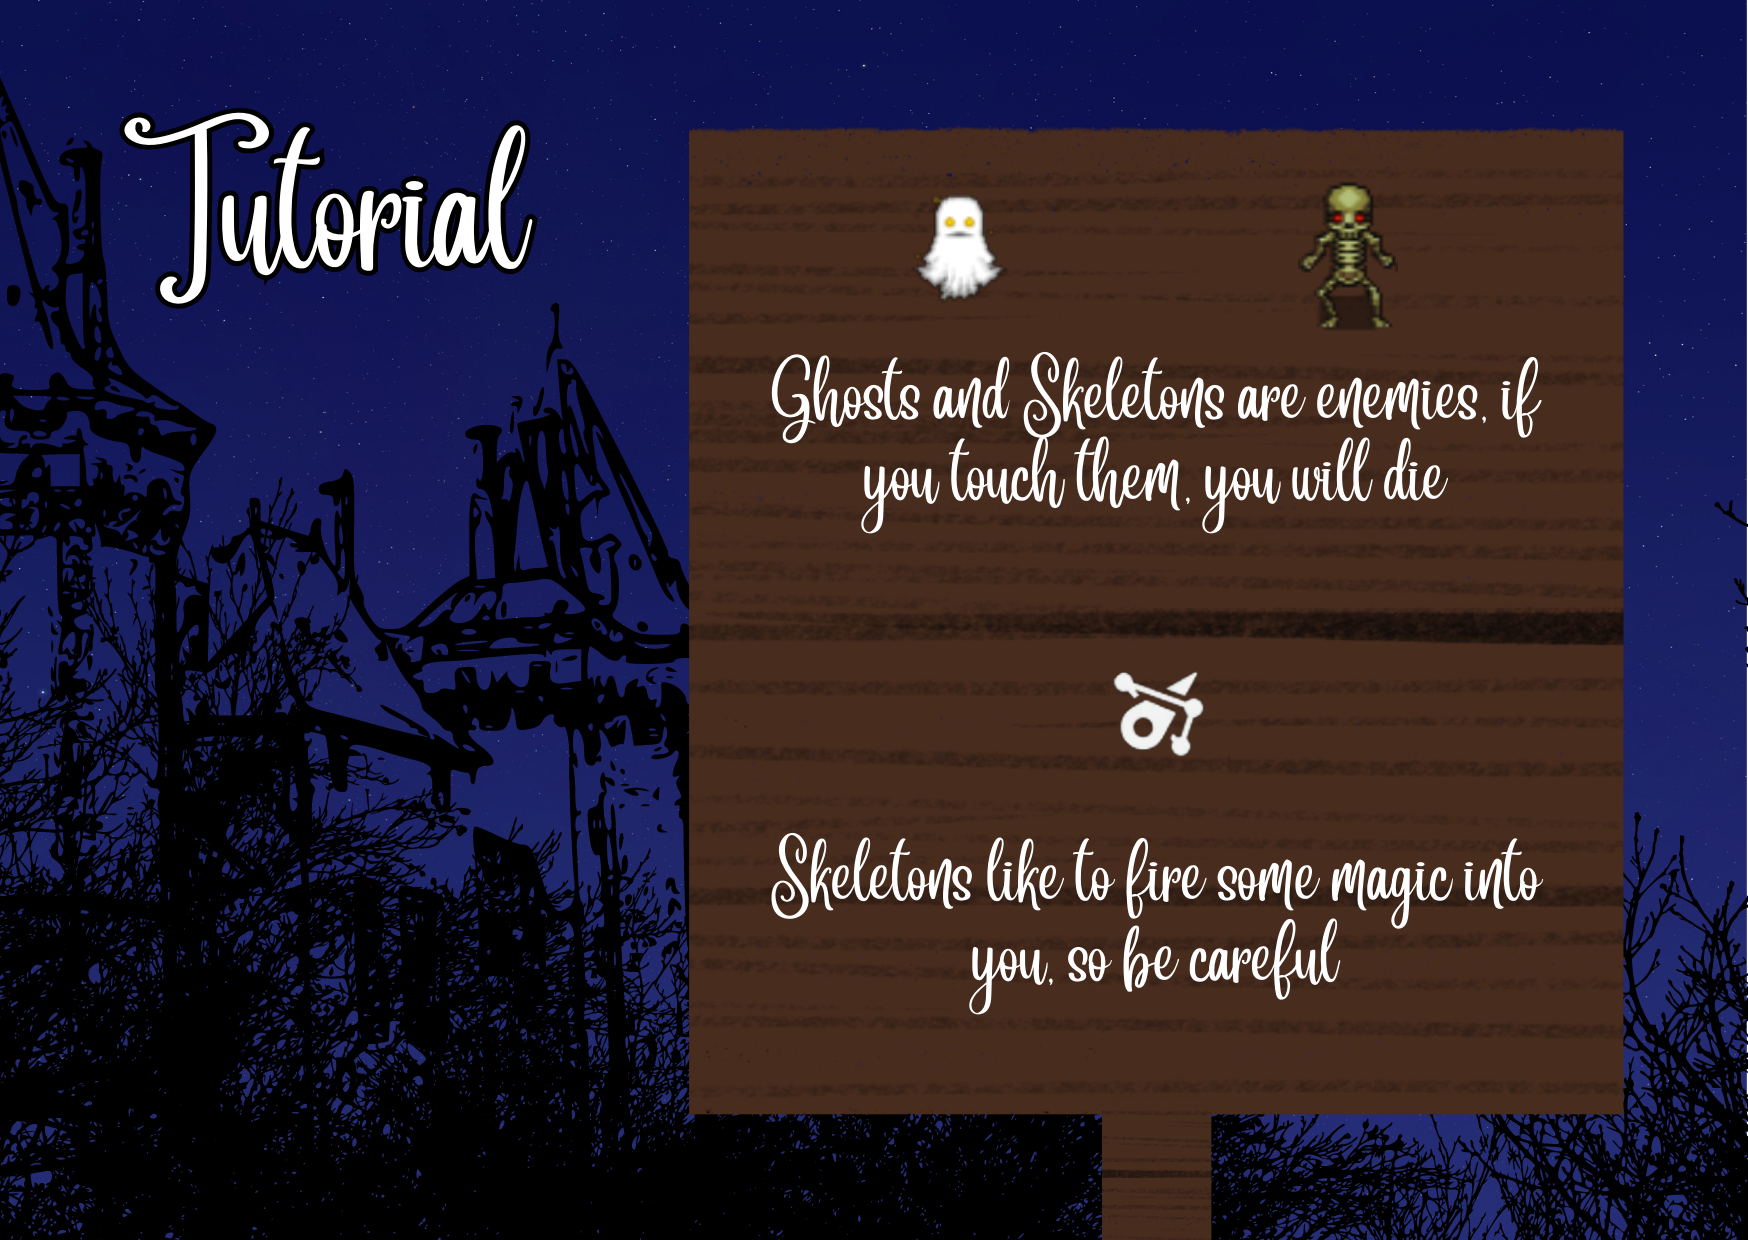 Tutorial
Ghosts and Skeletons are enemies, if
you touch them, you will die
Skeletons like to fire some magic into
you, so be careful